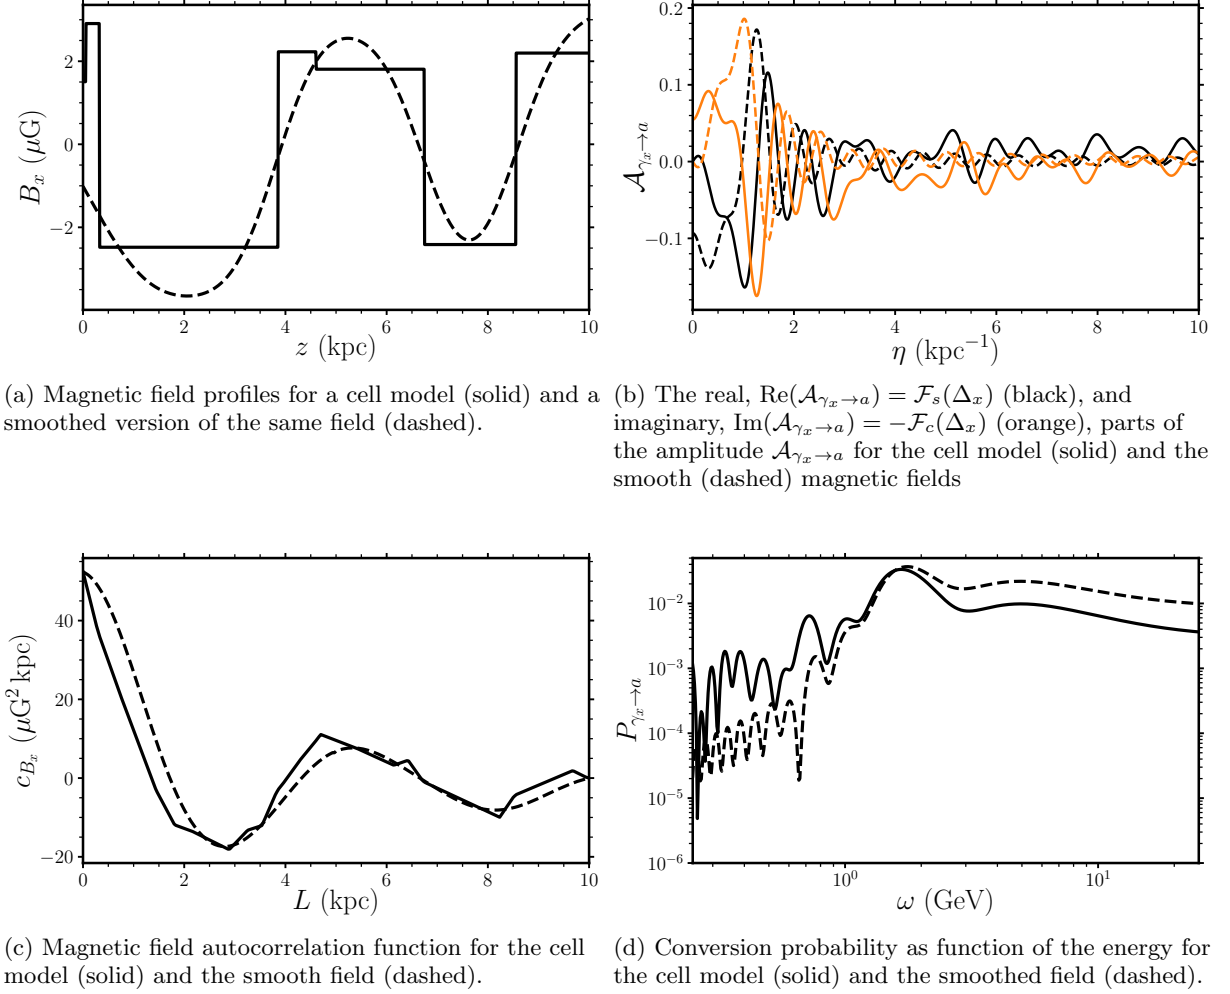 2
0
−2
B_x (μG)
0 2 4 6 8 10
z (kpc)
0.2
0.1
0.0
−0.1
𝒜_{γ_x→a}
0 2 4 6 8 10
η (kpc⁻¹)
(a) Magnetic field profiles for a cell model (solid) and a
smoothed version of the same field (dashed).
(b) The real, Re(𝒜_{γ_x→a}) = ℱ_s(Δ_x) (black), and
imaginary, Im(𝒜_{γ_x→a}) = −ℱ_c(Δ_x) (orange), parts of
the amplitude 𝒜_{γ_x→a} for the cell model (solid) and the
smooth (dashed) magnetic fields
40
20
0
−20
c_{B_x} (μG² kpc)
0 2 4 6 8 10
L (kpc)
10⁻²
10⁻³
10⁻⁴
10⁻⁵
10⁻⁶
P_{γ_x→a}
10⁰ 10¹
ω (GeV)
(c) Magnetic field autocorrelation function for the cell
model (solid) and the smooth field (dashed).
(d) Conversion probability as function of the energy for
the cell model (solid) and the smoothed field (dashed).